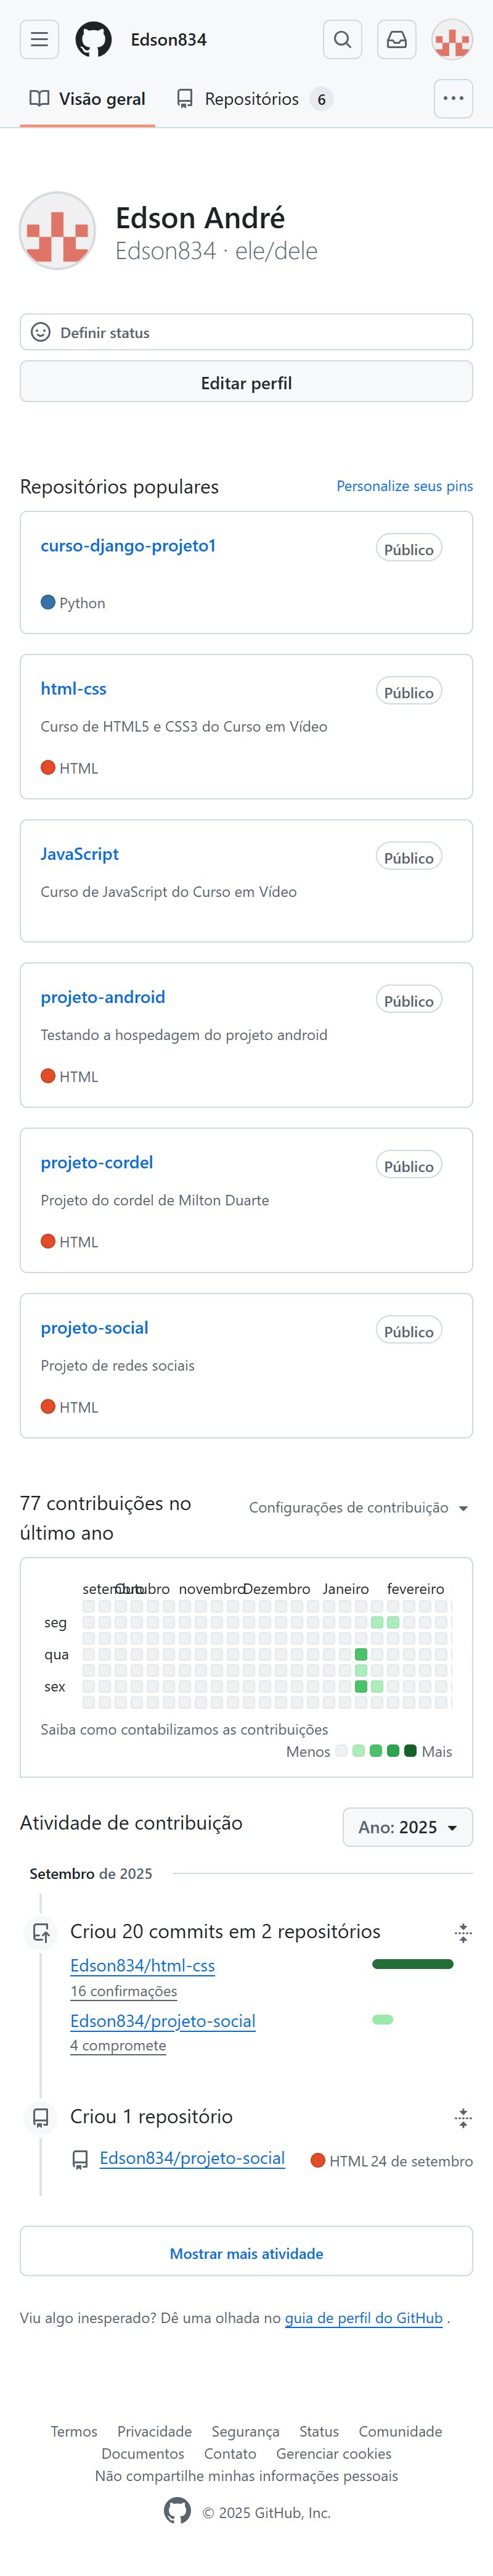 Edson834
Visão geral
Repositórios 6
Edson André
Edson834 · ele/dele
Definir status
Editar perfil
Repositórios populares
Personalize seus pins
curso-django-projeto1
Público
Python
html-css
Público
Curso de HTML5 e CSS3 do Curso em Vídeo
HTML
JavaScript
Público
Curso de JavaScript do Curso em Vídeo
projeto-android
Público
Testando a hospedagem do projeto android
HTML
projeto-cordel
Público
Projeto do cordel de Milton Duarte
HTML
projeto-social
Público
Projeto de redes sociais
HTML
77 contribuições no
último ano
Configurações de contribuição
setembro Outubro novembro Dezembro Janeiro fevereiro
seg
qua
sex
Saiba como contabilizamos as contribuições
Menos Mais
Atividade de contribuição
Ano: 2025
Setembro de 2025
Criou 20 commits em 2 repositórios
Edson834/html-css
16 confirmações
Edson834/projeto-social
4 compromete
Criou 1 repositório
Edson834/projeto-social HTML 24 de setembro
Mostrar mais atividade
Viu algo inesperado? Dê uma olhada no guia de perfil do GitHub .
Termos Privacidade Segurança Status Comunidade
Documentos Contato Gerenciar cookies
Não compartilhe minhas informações pessoais
© 2025 GitHub, Inc.